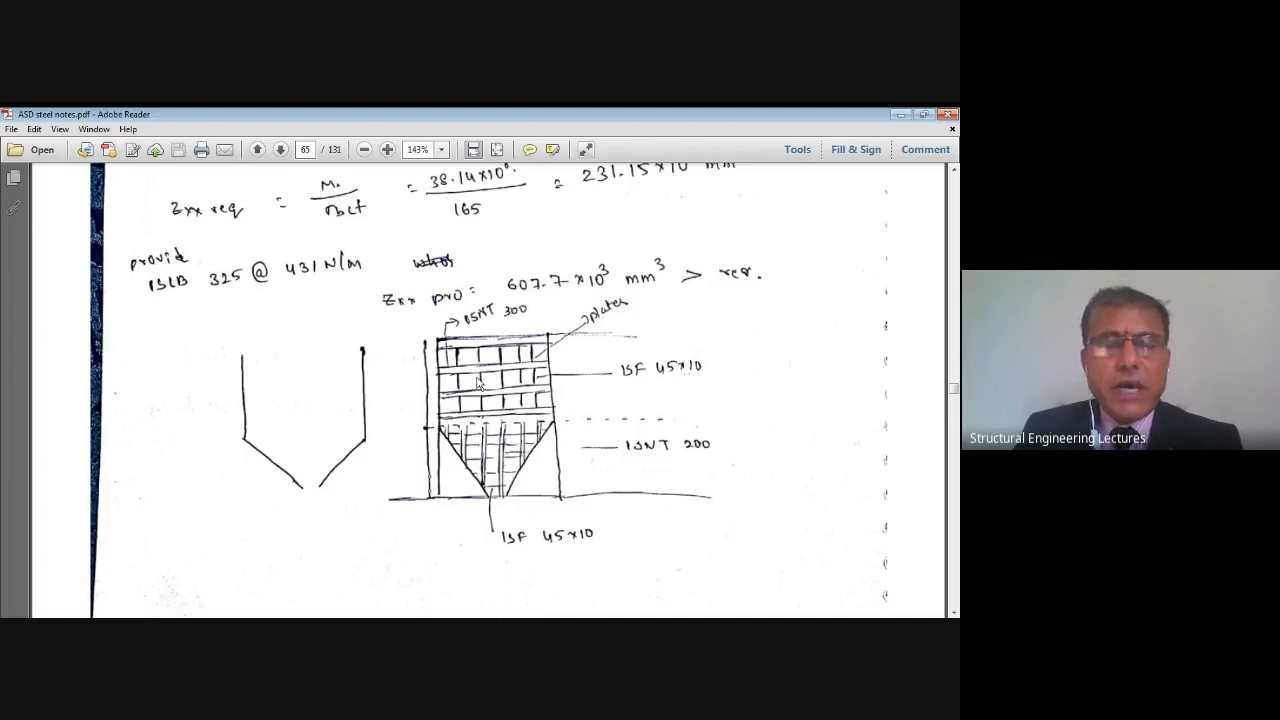 ASD steel notes.pdf - Adobe Reader
File Edit View Window Help
Open 65 / 131 143% Tools Fill & Sign Comment
Zxx req = M / σbct = 38.14×10⁶ / 165 = 231.15×10 mm
provide
ISLB 325 @ 431 N/m
Zxx pro = 607.7×10³ mm³ > req.
ISNT 300
plates
ISF 45×10
ISNT 200
ISF 45×10
Structural Engineering Lectures